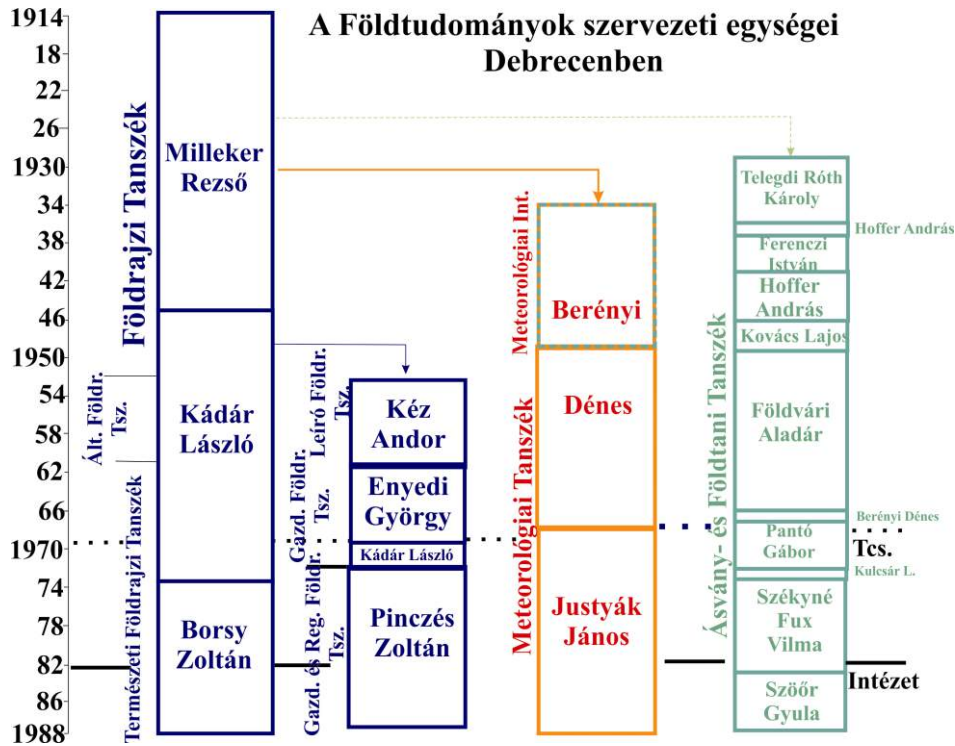 A Földtudományok szervezeti egységei
Debrecenben
1914
18
22
26
1930
34
38
42
46
1950
54
58
62
66
1970
74
78
82
86
1988
Földrajzi Tanszék
Ált. Földr.
Tsz.
Természeti Földrajzi Tanszék
Milleker
Rezső
Kádár
László
Borsy
Zoltán
Leíró Földr.
Tsz.
Gazd. Földr.
Tsz.
Gazd. és Reg. Földr.
Tsz.
Kéz
Andor
Enyedi
György
Kádár László
Pinczés
Zoltán
Meteorológiai Int.
Meteorológiai Tanszék
Berényi
Dénes
Justyák
János
Ásvány- és Földtani Tanszék
Telegdi Róth
Károly
Hoffer András
Ferenczi
István
Hoffer
András
Kovács Lajos
Földvári
Aladár
Berényi Dénes
Pantó
Gábor
Tcs.
Kulcsár L.
Székyné
Fux
Vilma
Intézet
Szöőr
Gyula